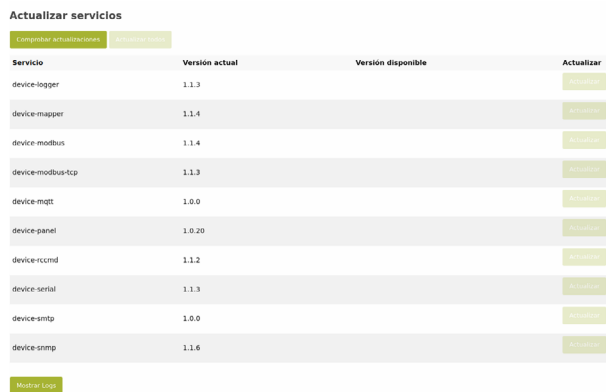 Actualizar servicios
Comprobar actualizaciones Actualizar todos
Servicio Versión actual Versión disponible Actualizar
device-logger 1.1.3 Actualizar
device-mapper 1.1.4 Actualizar
device-modbus 1.1.4 Actualizar
device-modbus-tcp 1.1.3 Actualizar
device-mqtt 1.0.0 Actualizar
device-panel 1.0.20 Actualizar
device-rccmd 1.1.2 Actualizar
device-serial 1.1.3 Actualizar
device-smtp 1.0.0 Actualizar
device-snmp 1.1.6 Actualizar
Mostrar Logs